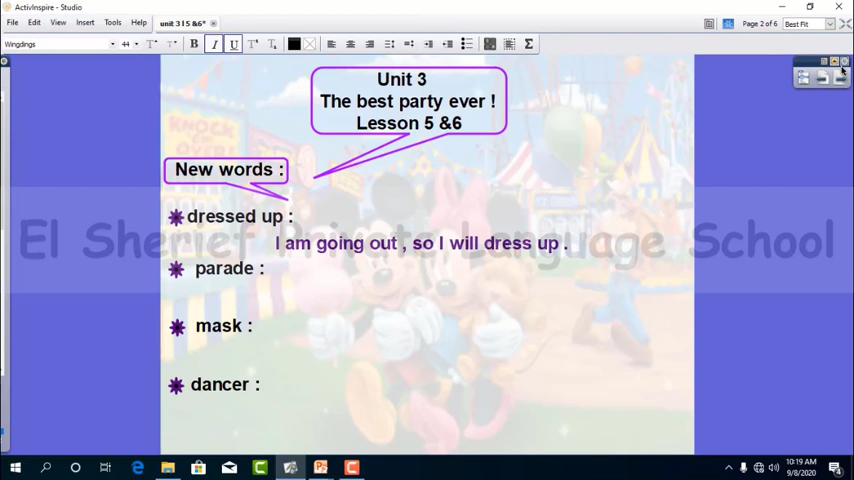 ActivInspire - Studio
File Edit View Insert Tools Help unit 3 l 5 &6*
Page 2 of 6 Best Fit
Wingdings 44 B I U
Unit 3
The best party ever !
Lesson 5 &6
New words :
dressed up :
El Sherief Private Language School
I am going out , so I will dress up .
parade :
mask :
dancer :
10:19 AM
9/8/2020